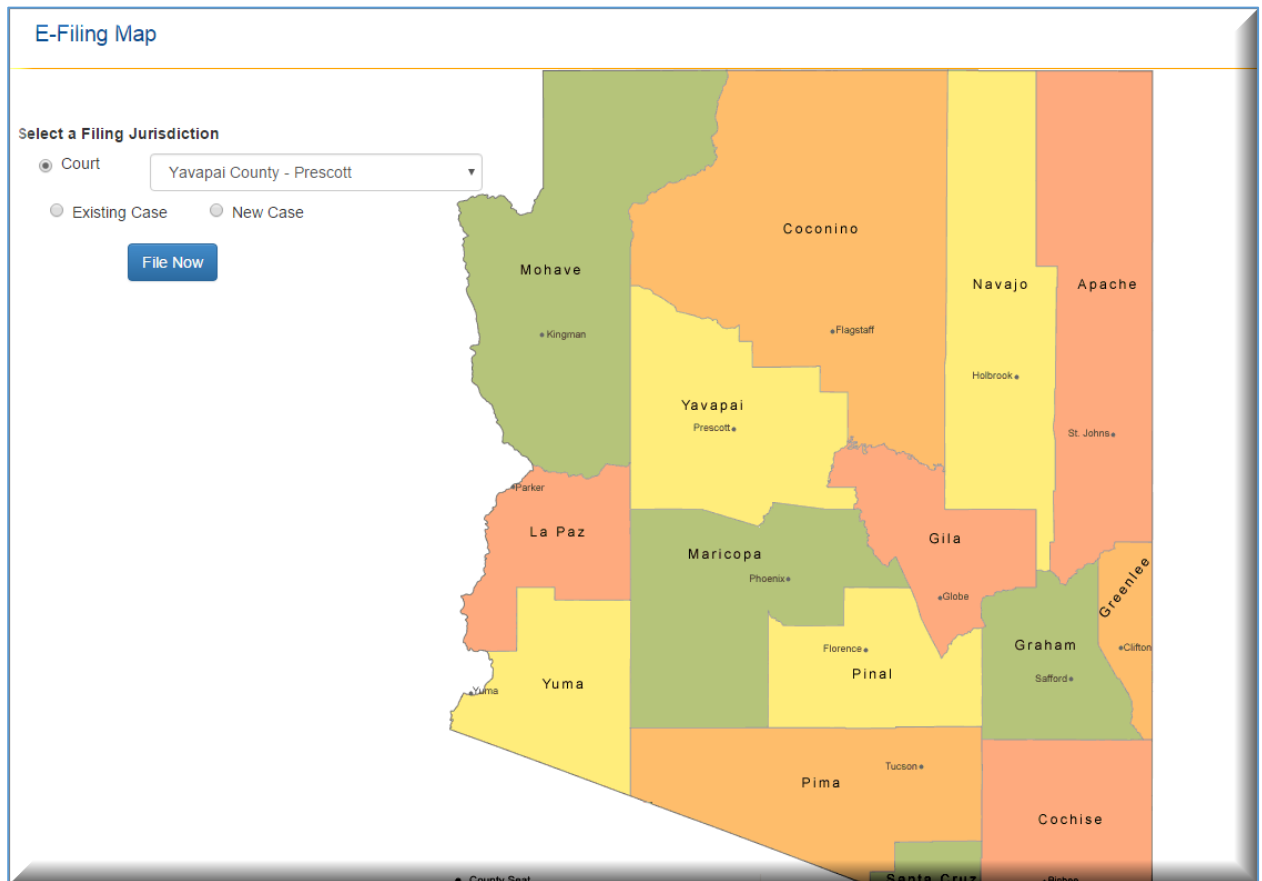 E-Filing Map
Select a Filing Jurisdiction
Court
Yavapai County - Prescott
Existing Case
New Case
File Now
Coconino
Mohave
Navajo
Apache
Flagstaff
Kingman
Holbrook
Yavapai
Prescott
St. Johns
Parker
La Paz
Gila
Maricopa
Phoenix
Greenlee
Globe
Graham
Florence
Clifton
Pinal
Safford
Yuma
Yuma
Tucson
Pima
Cochise
County Seat
Santa Cruz
Bisbee